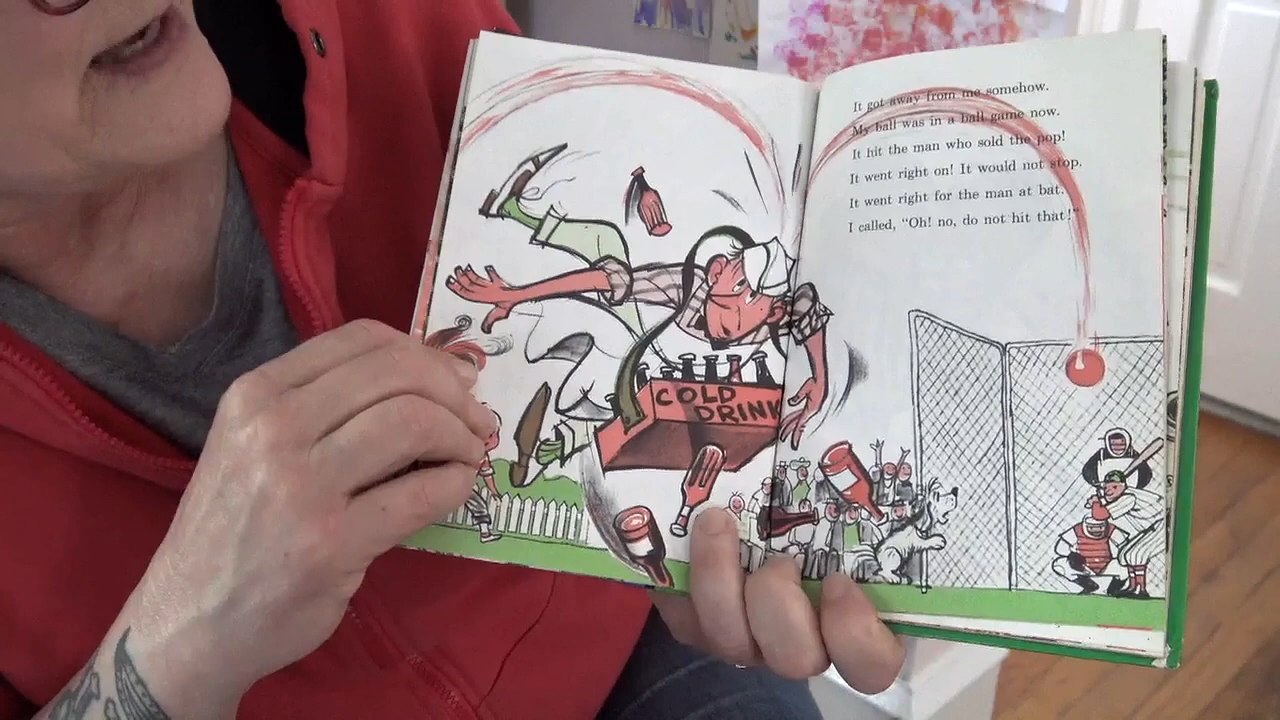 COLD
DRINK
It got away from me somehow.
My ball was in a ball game now.
It hit the man who sold the pop!
It went right on! It would not stop.
It went right for the man at bat.
I called, “Oh! no, do not hit that!”